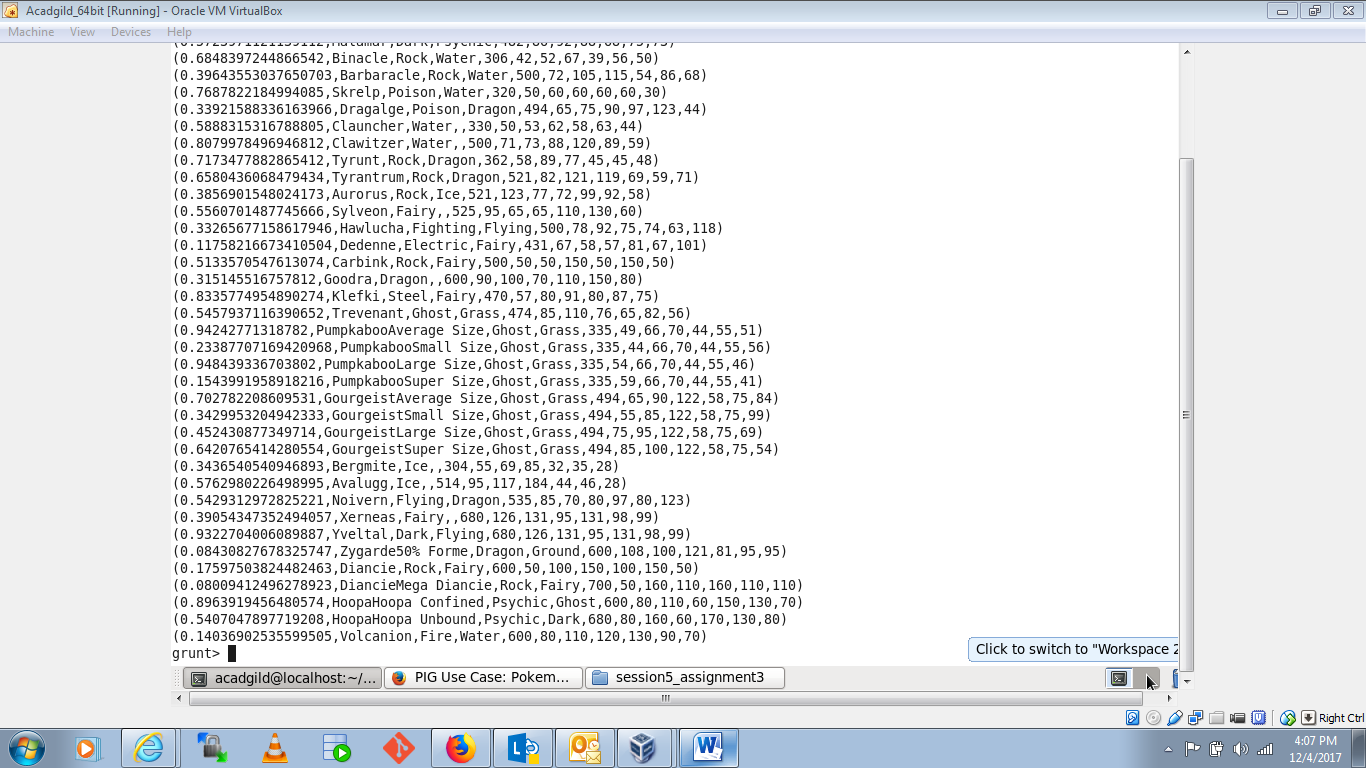 Acadgild_64bit [Running] - Oracle VM VirtualBox
Machine View Devices Help
(0.6848397244866542,Binacle,Rock,Water,306,42,52,67,39,56,50)
(0.39643553037650703,Barbaracle,Rock,Water,500,72,105,115,54,86,68)
(0.7687822184994085,Skrelp,Poison,Water,320,50,60,60,60,60,30)
(0.33921588336163966,Dragalge,Poison,Dragon,494,65,75,90,97,123,44)
(0.5888315316788805,Clauncher,Water,,330,50,53,62,58,63,44)
(0.8079978496946812,Clawitzer,Water,,500,71,73,88,120,89,59)
(0.7173477882865412,Tyrunt,Rock,Dragon,362,58,89,77,45,45,48)
(0.6580436068479434,Tyrantrum,Rock,Dragon,521,82,121,119,69,59,71)
(0.3856901548024173,Aurorus,Rock,Ice,521,123,77,72,99,92,58)
(0.5560701487745666,Sylveon,Fairy,,525,95,65,65,110,130,60)
(0.33265677158617946,Hawlucha,Fighting,Flying,500,78,92,75,74,63,118)
(0.11758216673410504,Dedenne,Electric,Fairy,431,67,58,57,81,67,101)
(0.5133570547613074,Carbink,Rock,Fairy,500,50,50,150,50,150,50)
(0.315145516757812,Goodra,Dragon,,600,90,100,70,110,150,80)
(0.8335774954890274,Klefki,Steel,Fairy,470,57,80,91,80,87,75)
(0.5457937116390652,Trevenant,Ghost,Grass,474,85,110,76,65,82,56)
(0.94242771318782,PumpkabooAverage Size,Ghost,Grass,335,49,66,70,44,55,51)
(0.23387707169420968,PumpkabooSmall Size,Ghost,Grass,335,44,66,70,44,55,56)
(0.948439336703802,PumpkabooLarge Size,Ghost,Grass,335,54,66,70,44,55,46)
(0.1543991958918216,PumpkabooSuper Size,Ghost,Grass,335,59,66,70,44,55,41)
(0.702782208609531,GourgeistAverage Size,Ghost,Grass,494,65,90,122,58,75,84)
(0.3429953204942333,GourgeistSmall Size,Ghost,Grass,494,55,85,122,58,75,99)
(0.452430877349714,GourgeistLarge Size,Ghost,Grass,494,75,95,122,58,75,69)
(0.6420765414280554,GourgeistSuper Size,Ghost,Grass,494,85,100,122,58,75,54)
(0.3436540540946893,Bergmite,Ice,,304,55,69,85,32,35,28)
(0.5762980226498995,Avalugg,Ice,,514,95,117,184,44,46,28)
(0.5429312972825221,Noivern,Flying,Dragon,535,85,70,80,97,80,123)
(0.39054347352494057,Xerneas,Fairy,,680,126,131,95,131,98,99)
(0.9322704006089887,Yveltal,Dark,Flying,680,126,131,95,131,98,99)
(0.08430827678325747,Zygarde50% Forme,Dragon,Ground,600,108,100,121,81,95,95)
(0.17597503824482463,Diancie,Rock,Fairy,600,50,100,150,100,150,50)
(0.08009412496278923,DiancieMega Diancie,Rock,Fairy,700,50,160,110,160,110,110)
(0.8963919456480574,HoopaHoopa Confined,Psychic,Ghost,600,80,110,60,150,130,70)
(0.5407047897719208,HoopaHoopa Unbound,Psychic,Dark,680,80,160,60,170,130,80)
(0.14036902535599505,Volcanion,Fire,Water,600,80,110,120,130,90,70)
grunt>
Click to switch to "Workspace 2
acadgild@localhost:~/... PIG Use Case: Pokem... session5_assignment3
Right Ctrl
4:07 PM
12/4/2017